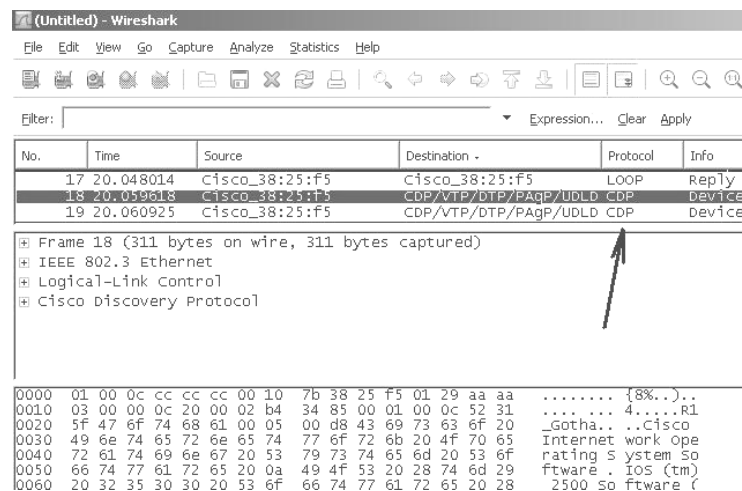 (Untitled) - Wireshark
File Edit View Go Capture Analyze Statistics Help
Filter: Expression... Clear Apply
No. Time Source Destination Protocol Info
17 20.048014 Cisco_38:25:f5 Cisco_38:25:f5 LOOP Reply
18 20.059618 Cisco_38:25:f5 CDP/VTP/DTP/PAgP/UDLD CDP Device
19 20.060925 Cisco_38:25:f5 CDP/VTP/DTP/PAgP/UDLD CDP Device
Frame 18 (311 bytes on wire, 311 bytes captured)
IEEE 802.3 Ethernet
Logical-Link Control
Cisco Discovery Protocol
0000 01 00 0c cc cc cc 00 10 7b 38 25 f5 01 29 aa aa ........ {8%..)..
0010 03 00 00 0c 20 00 02 b4 34 85 00 01 00 0c 52 31 .... ... 4.....R1
0020 5f 47 6f 74 68 61 00 05 00 d8 43 69 73 63 6f 20 _Gotha.. ..Cisco
0030 49 6e 74 65 72 6e 65 74 77 6f 72 6b 20 4f 70 65 Internet work Ope
0040 72 61 74 69 6e 67 20 53 79 73 74 65 6d 20 53 6f rating S ystem So
0050 66 74 77 61 72 65 20 0a 49 4f 53 20 28 74 6d 29 ftware . IOS (tm)
0060 20 32 35 30 30 20 53 6f 66 74 77 61 72 65 20 28 2500 So ftware (